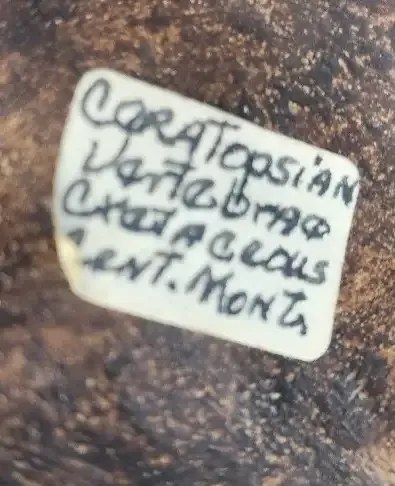 CERATopsiAN
Vertebrae
CretACeous
CENT. MONT.